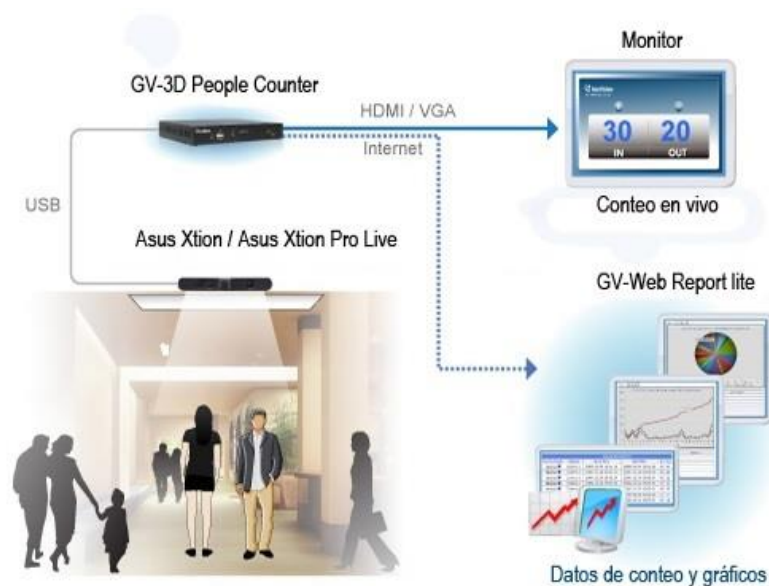 Monitor
GV-3D People Counter
HDMI / VGA
Internet
30
20
IN
OUT
USB
Conteo en vivo
Asus Xtion / Asus Xtion Pro Live
GV-Web Report lite
Datos de conteo y gráficos